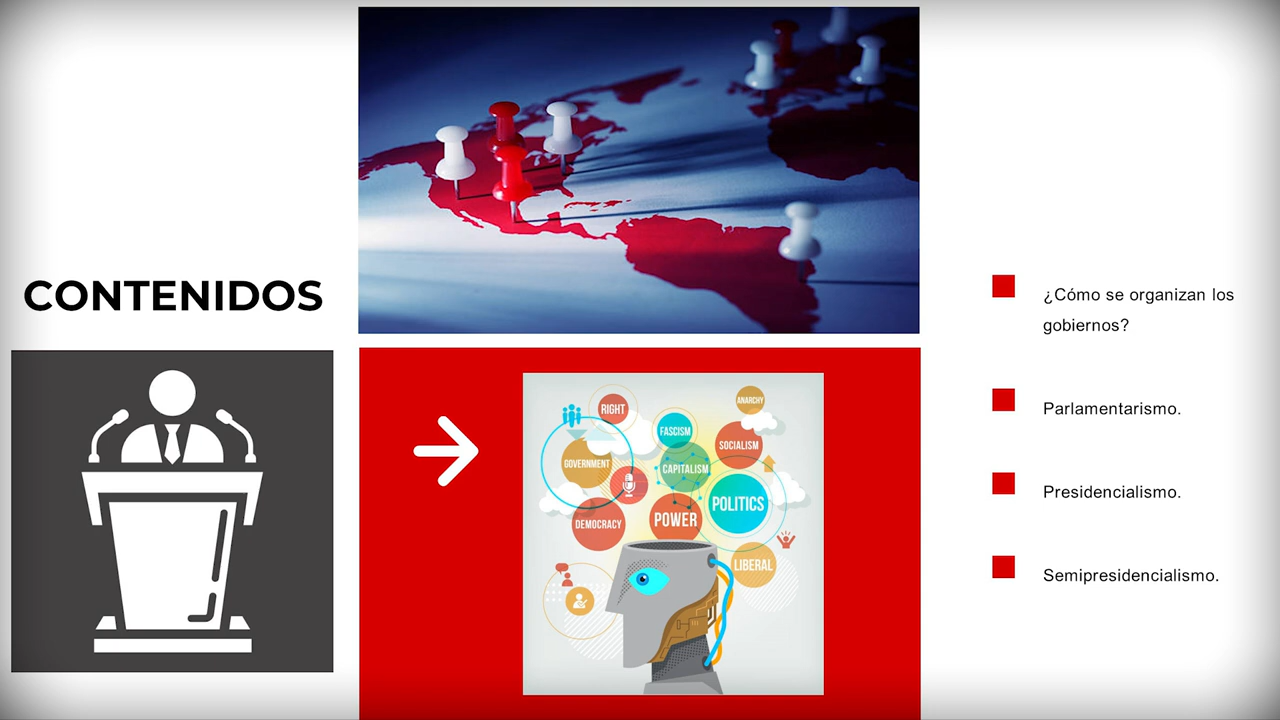 CONTENIDOS
RIGHT
ANARCHY
FASCISM
SOCIALISM
GOVERNMENT
CAPITALISM
POLITICS
DEMOCRACY
POWER
LIBERAL
¿Cómo se organizan los
gobiernos?
Parlamentarismo.
Presidencialismo.
Semipresidencialismo.